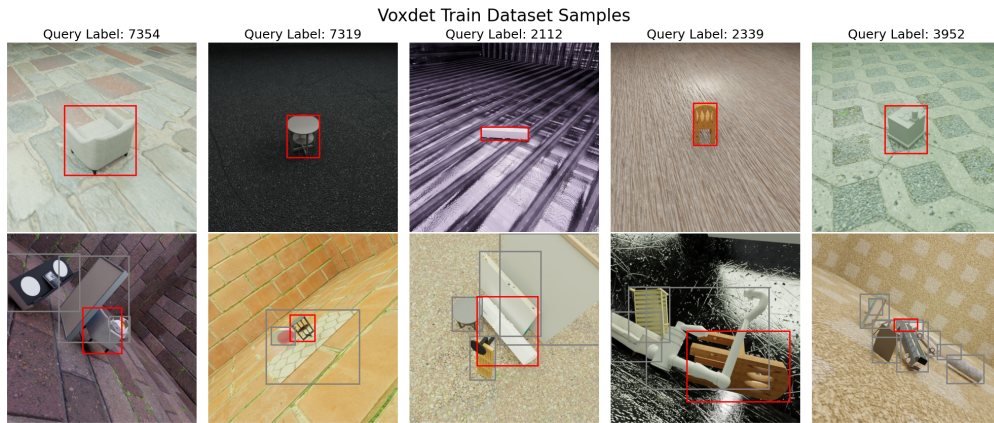 Voxdet Train Dataset Samples
Query Label: 7354
Query Label: 7319
Query Label: 2112
Query Label: 2339
Query Label: 3952